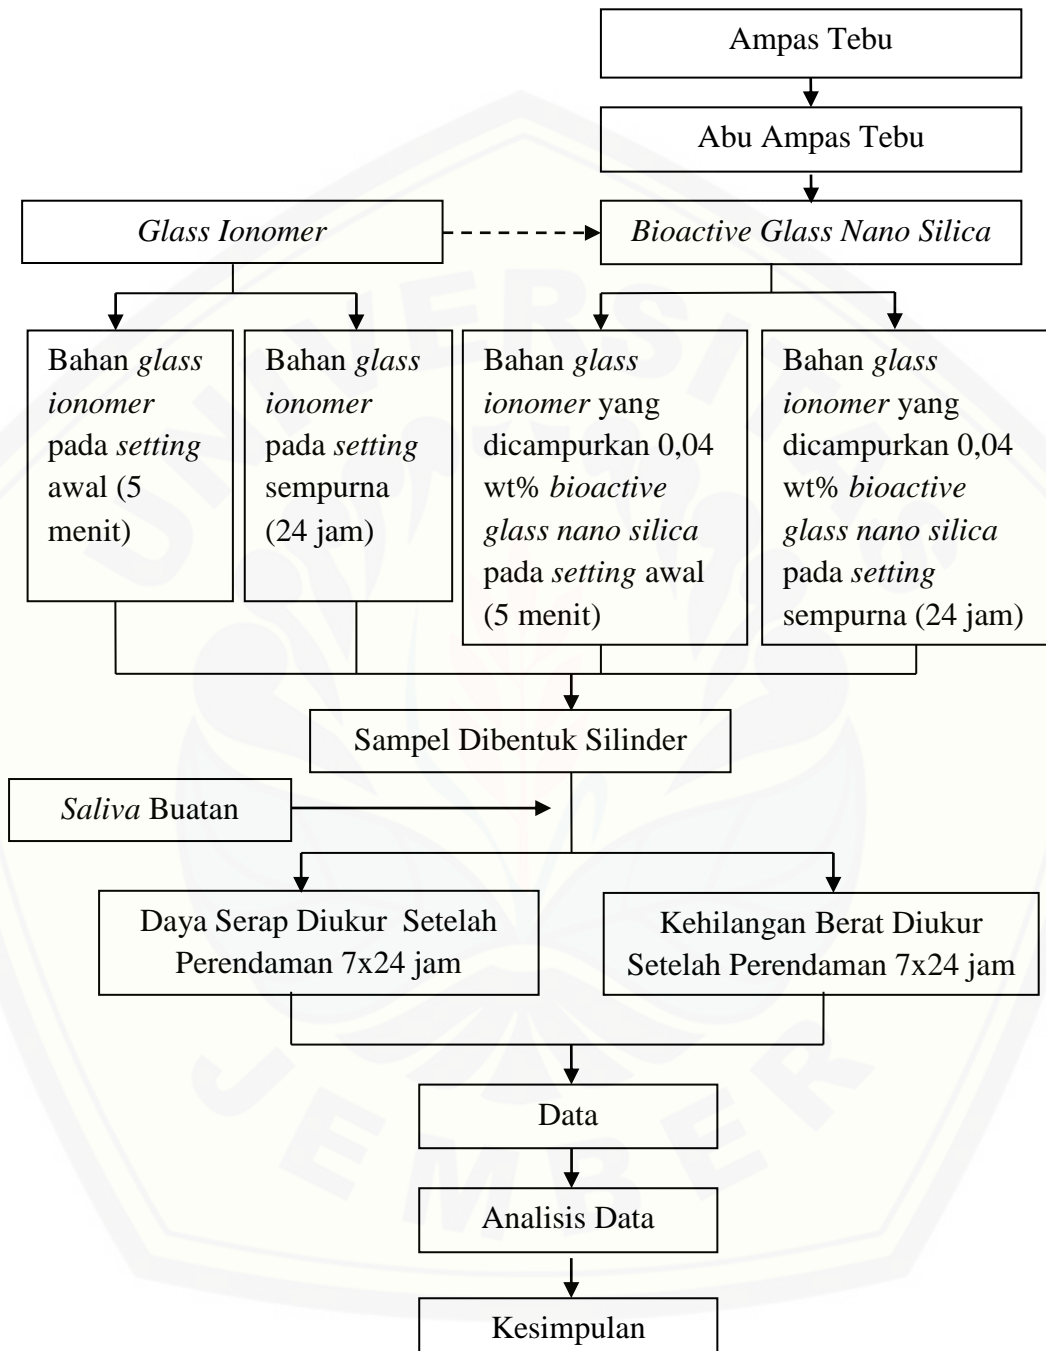 Ampas Tebu
Abu Ampas Tebu
Glass Ionomer
Bioactive Glass Nano Silica
Bahan glass
ionomer
pada setting
awal (5
menit)
Bahan glass
ionomer
pada setting
sempurna
(24 jam)
Bahan glass
ionomer yang
dicampurkan 0,04
wt% bioactive
glass nano silica
pada setting awal
(5 menit)
Bahan glass
ionomer yang
dicampurkan 0,04
wt% bioactive
glass nano silica
pada setting
sempurna (24 jam)
Sampel Dibentuk Silinder
Saliva Buatan
Daya Serap Diukur Setelah
Perendaman 7x24 jam
Kehilangan Berat Diukur
Setelah Perendaman 7x24 jam
Data
Analisis Data
Kesimpulan
UNIVERSITAS
JEMBER